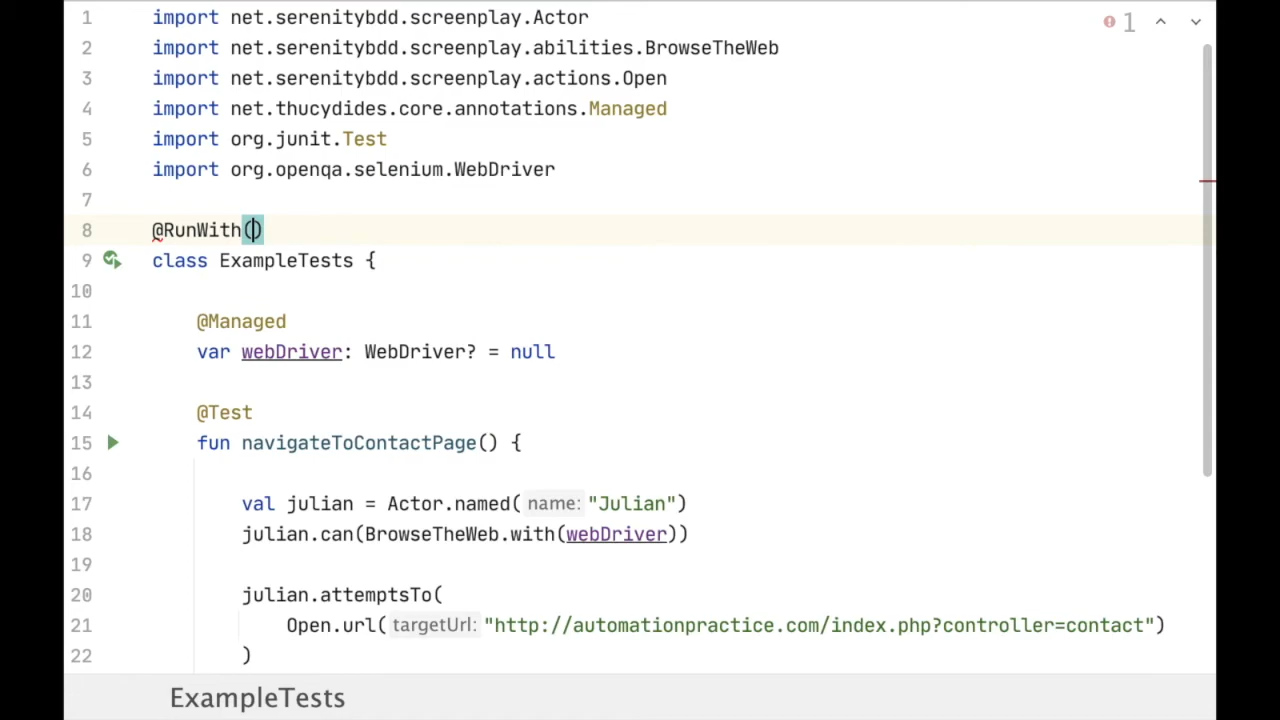 1 import net.serenitybdd.screenplay.Actor
2 import net.serenitybdd.screenplay.abilities.BrowseTheWeb
3 import net.serenitybdd.screenplay.actions.Open
4 import net.thucydides.core.annotations.Managed
5 import org.junit.Test
6 import org.openqa.selenium.WebDriver
7
8 @RunWith()
9 class ExampleTests {
10
11 @Managed
12 var webDriver: WebDriver? = null
13
14 @Test
15 fun navigateToContactPage() {
16
17 val julian = Actor.named( name: "Julian")
18 julian.can(BrowseTheWeb.with(webDriver))
19
20 julian.attemptsTo(
21 Open.url( targetUrl: "http://automationpractice.com/index.php?controller=contact")
22 )
1
ExampleTests